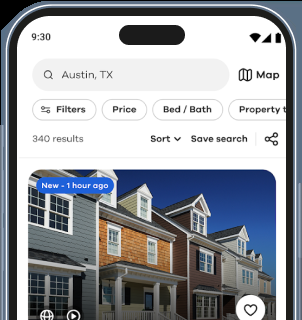 9:30
Austin, TX
Map
Filters Price Bed / Bath Property t
340 results Sort Save search
New - 1 hour ago